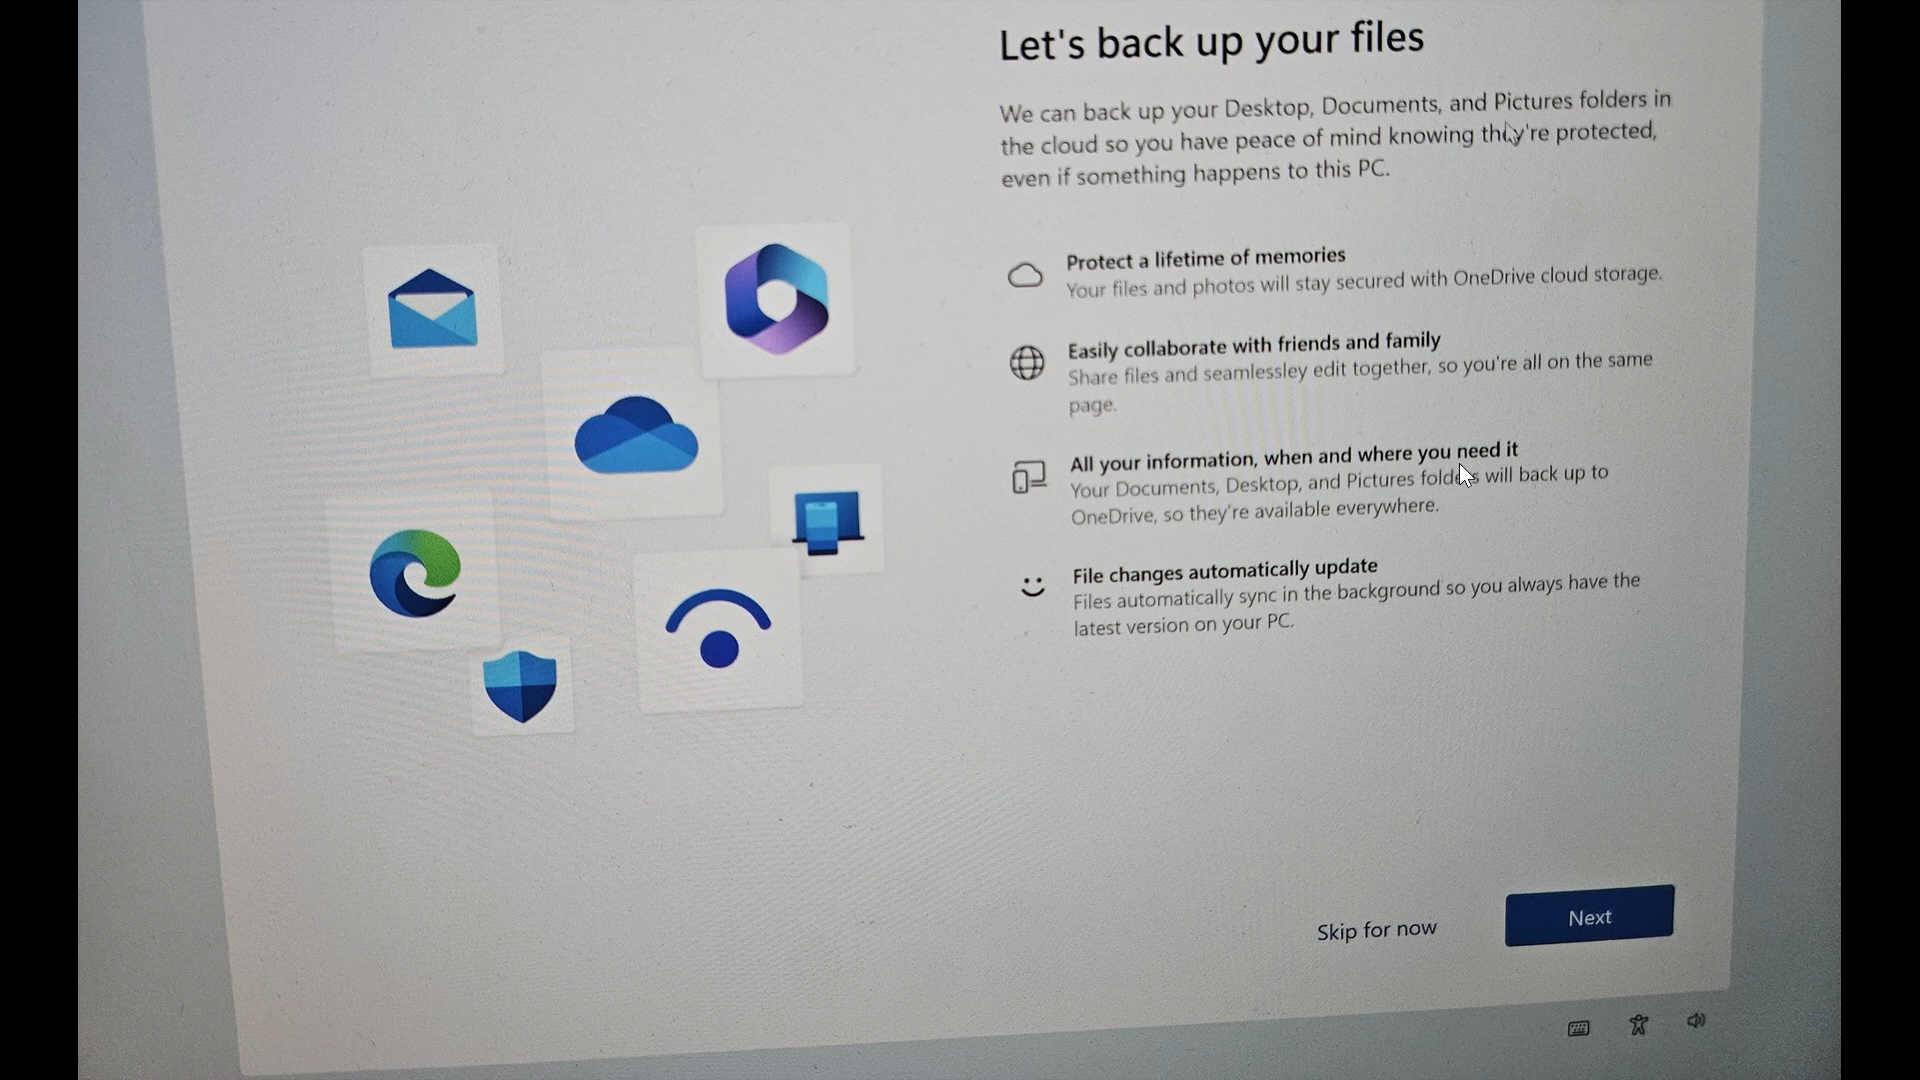 Let's back up your files
We can back up your Desktop, Documents, and Pictures folders in
the cloud so you have peace of mind knowing they're protected,
even if something happens to this PC.
Protect a lifetime of memories
Your files and photos will stay secured with OneDrive cloud storage.
Easily collaborate with friends and family
Share files and seamlessley edit together, so you're all on the same
page.
All your information, when and where you need it
Your Documents, Desktop, and Pictures folders will back up to
OneDrive, so they're available everywhere.
File changes automatically update
Files automatically sync in the background so you always have the
latest version on your PC.
Skip for now
Next